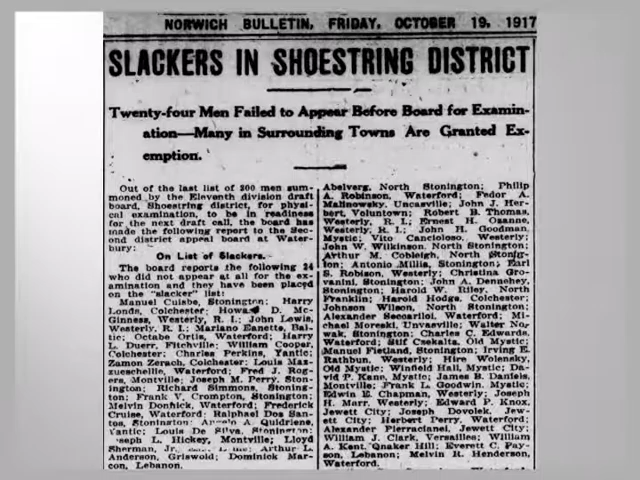 NORWICH BULLETIN, FRIDAY, OCTOBER 19, 1917
SLACKERS IN SHOESTRING DISTRICT
Twenty-four Men Failed to Appear Before Board for Examin-
ation—Many in Surrounding Towns Are Granted Ex-
emption.
Out of the last list of 200 men sum-
moned by the Eleventh division draft
board, Shoestring district, for physi-
cal examination, to be in readiness
for the next draft call, the board has
made the following report to the Sec-
ond district appeal board at Water-
bury:
On List of Slackers.
The board reports the following 24
who did not appear at all for the ex-
amination and they have been placed
on the "slacker" list:
Manuel Cuisbe, Stonington; Harry
Londs, Colchester; Howard D. Mc-
Ginness, Westerly, R. I.; John Lewis,
Westerly, R. I.; Mariano Eanetta, Bal-
tic; Octabe Ortis, Waterford; Harry
L. Duerr, Fitchville; William Cooper,
Colchester; Charles Perkins, Yantic;
Zamon Zerach, Colchester; Louis Max-
xueschellie, Waterford; Fred J. Rog-
ers, Montville; Joseph M. Perry, Ston-
ington; Richard Simmons, Stoning-
ton; Frank V. Crompton, Stonington;
Melvin Donhick, Waterford; Frederick
Cruise, Waterford; Ralphael Dos San-
tos, Stonington; A. Quidriene,
Yantic; Louis De Silva, Stonington;
Joseph L. Hickey, Montville; Lloyd
Sherman, Jr., Arthur L.
Anderson, Griswold; Dominick Mar-
con, Lebanon.
Abelverg, North Stonington; Philip
A. Robinson, Waterford; Fedor A.
Malinowsky, Uncasville; John J. Her-
bert, Voluntown; Robert B. Thomas,
Westerly, R. I.; Ernest H. Osanne,
Westerly, R. I.; John H. Goodman,
Mystic; Vito Cancioloso, Westerly;
John W. Wilkinson, North Stonington;
Arthur M. Cobleigh, North Stoning-
ton; Antonio Millia, Stonington; Earl
S. Robison, Westerly; Christina Gro-
vanini, Stonington; John A. Dennehey,
Stonington; Harold W. Riley, North
Franklin; Harold Hodge, Colchester;
Johnson Wilson, North Stonington;
Alexander Seccarilol, Waterford; Mi-
chael Moreski, Unvasville; Walter No-
wak, Stonington; Charles C. Edwards,
Waterford; Stif Csekalta, Old Mystic;
Manuel Fietland, Stonington; Irving E.
Rathbun, Westerly; Hire Wolensky,
Old Mystic; Winfield Hall, Mystic; Da-
vid P. Kane, Mystic; James B. Daniels,
Montville; Frank L. Goodwin, Mystic;
Edwin E. Chapman, Westerly; Joseph
H. Marr, Westerly; Edward P. Knox,
Jewett City; Joseph Dovolek, Jew-
ett City; Herbert Perry, Waterford;
Alexander Pierracinel, Jewett City;
William J. Clark, Versailles; William
A. Kent, Quaker Hill; Everett C. Pay-
son, Lebanon; Melvin R. Henderson,
Waterford.